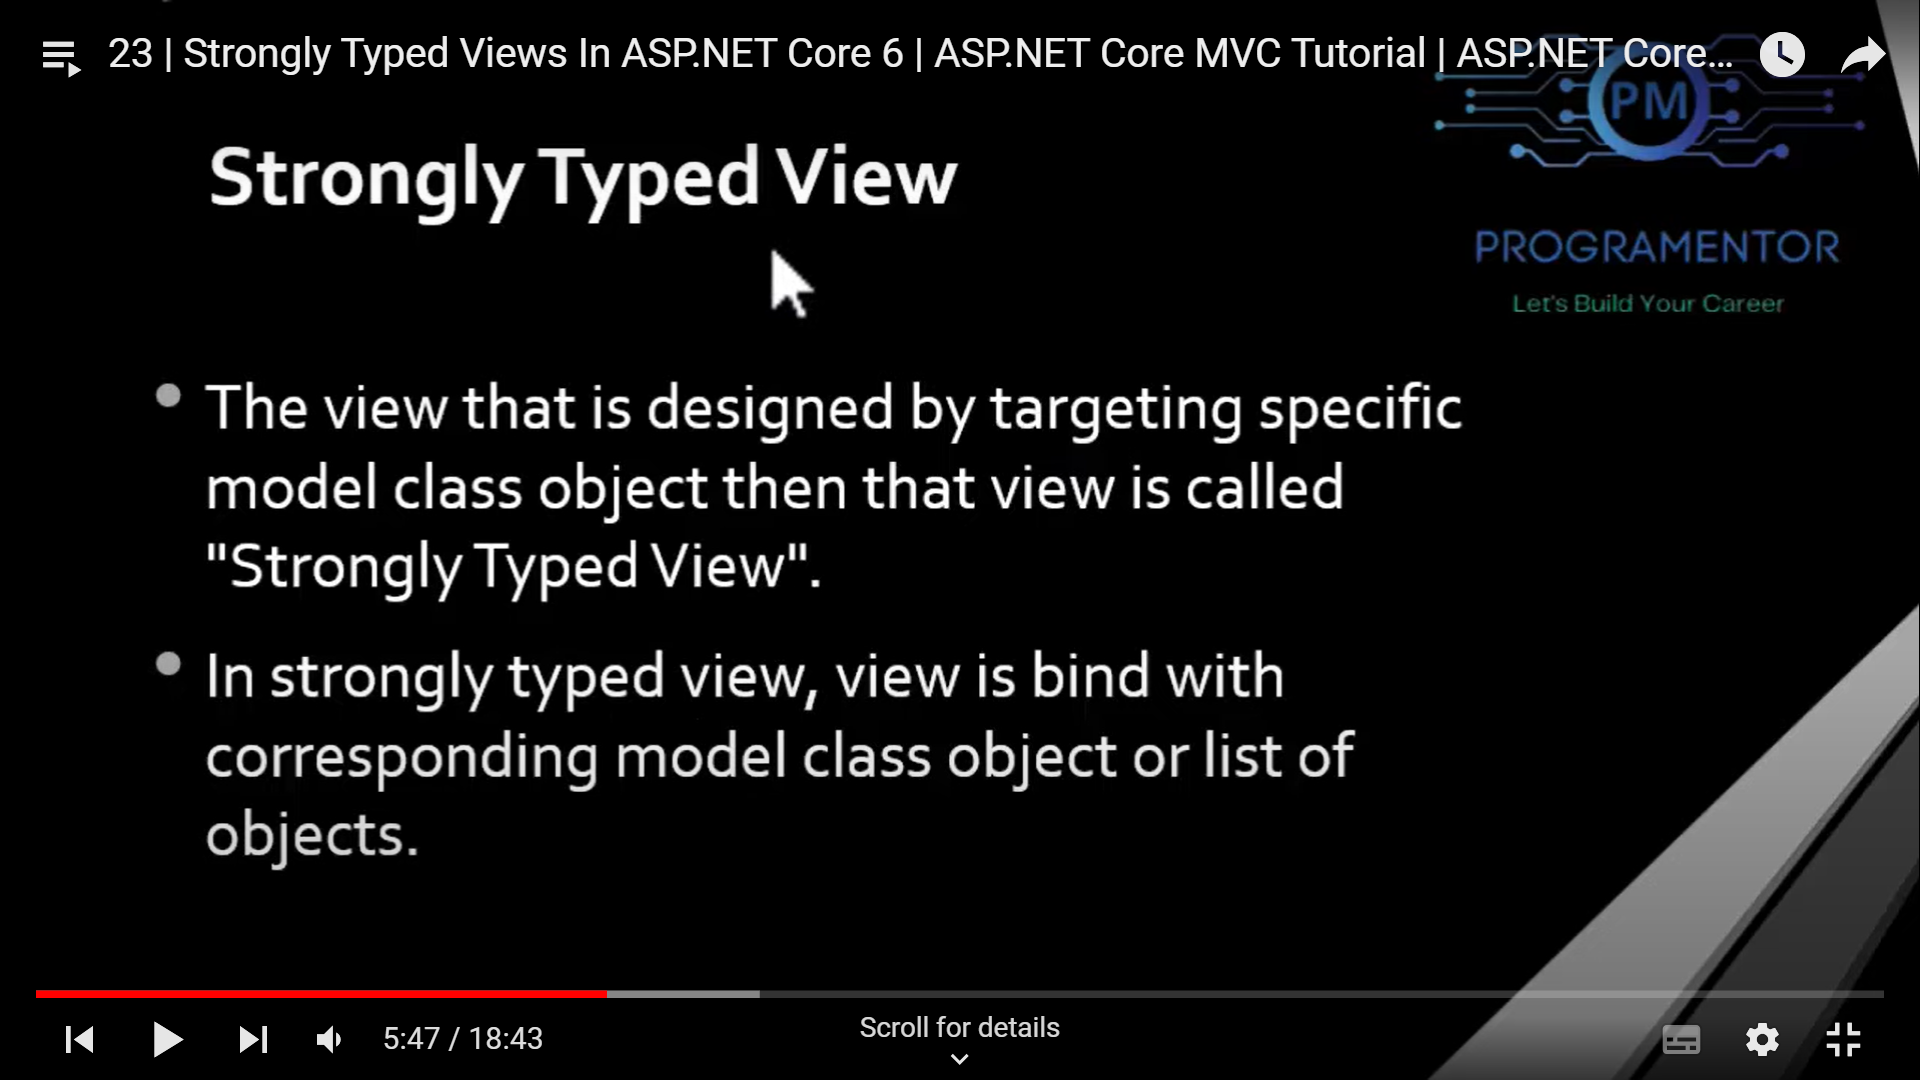 23 | Strongly Typed Views In ASP.NET Core 6 | ASP.NET Core MVC Tutorial | ASP.NET Core...
PM
PROGRAMENTOR
Let's Build Your Career
Strongly Typed View
The view that is designed by targeting specific
model class object then that view is called
"Strongly Typed View".
In strongly typed view, view is bind with
corresponding model class object or list of
objects.
5:47 / 18:43
Scroll for details